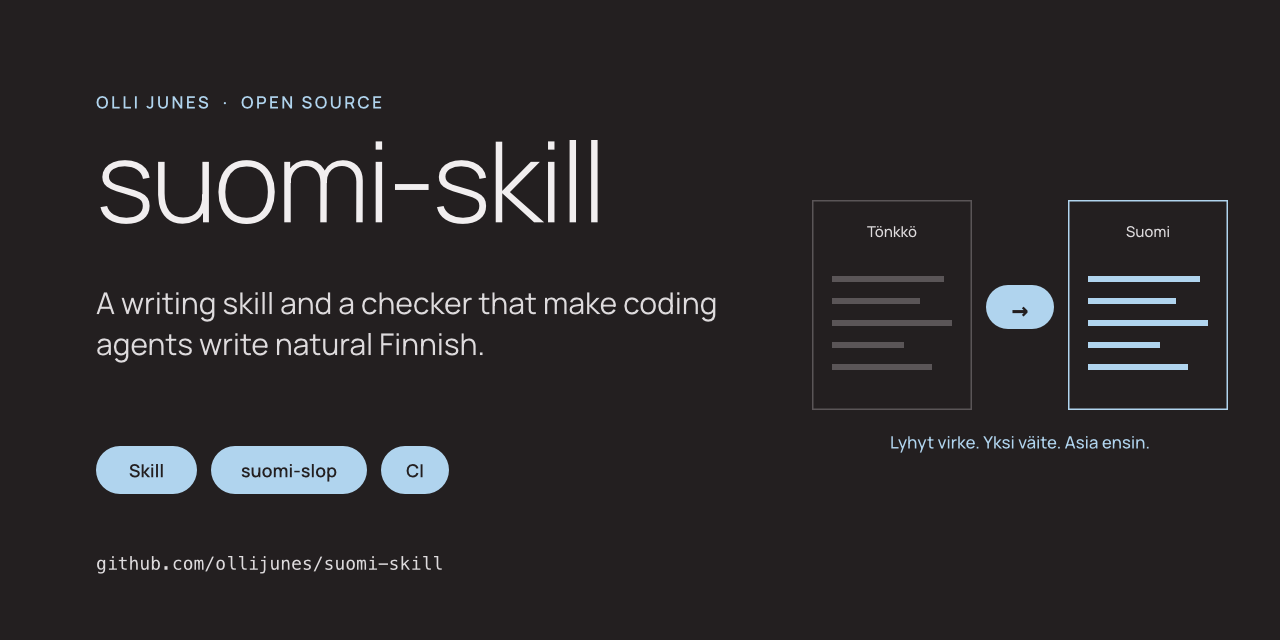 OLLI JUNES · OPEN SOURCE
suomi-skill
A writing skill and a checker that make coding
agents write natural Finnish.
Skill
suomi-slop
CI
github.com/ollijunes/suomi-skill
Tönkkö
→
Suomi
Lyhyt virke. Yksi väite. Asia ensin.